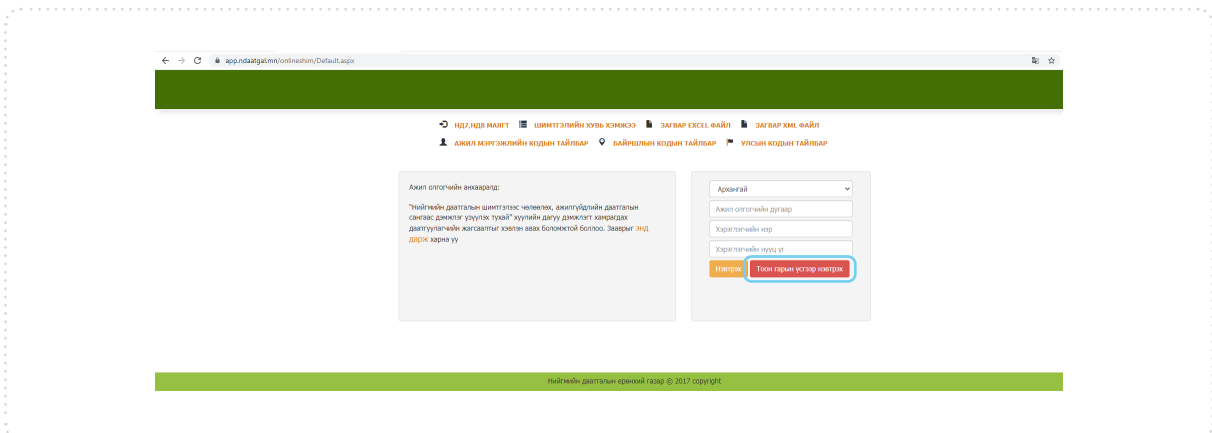 app.ndaatgal.mn/onlineshim/Default.aspx
НД7,НД8 МАЯГТ ШИМТГЭЛИЙН ХУВЬ ХЭМЖЭЭ ЗАГВАР EXCEL ФАЙЛ ЗАГВАР XML ФАЙЛ
АЖИЛ МЭРГЭЖЛИЙН КОДЫН ТАЙЛБАР БАЙРШЛЫН КОДЫН ТАЙЛБАР УЛСЫН КОДЫН ТАЙЛБАР
Ажил олгогчийн анхааралд:
"Нийгмийн даатгалын шимтгэлээс чөлөөлөх, ажилгүйдлийн даатгалын
сангаас дэмжлэг үзүүлэх тухай" хуулийн дагуу дэмжлэгт хамрагдах
даатгуулагчийн жагсаалтыг хэвлэн авах боломжтой боллоо. Зааврыг ЭНД
ДАРЖ харна уу
Архангай
Ажил олгогчийн дугаар
Хэрэглэгчийн нэр
Хэрэглэгчийн нууц үг
Нэвтрэх Тоон гарын үсгээр нэвтрэх
Нийгмийн даатгалын ерөнхий газар © 2017 copyright